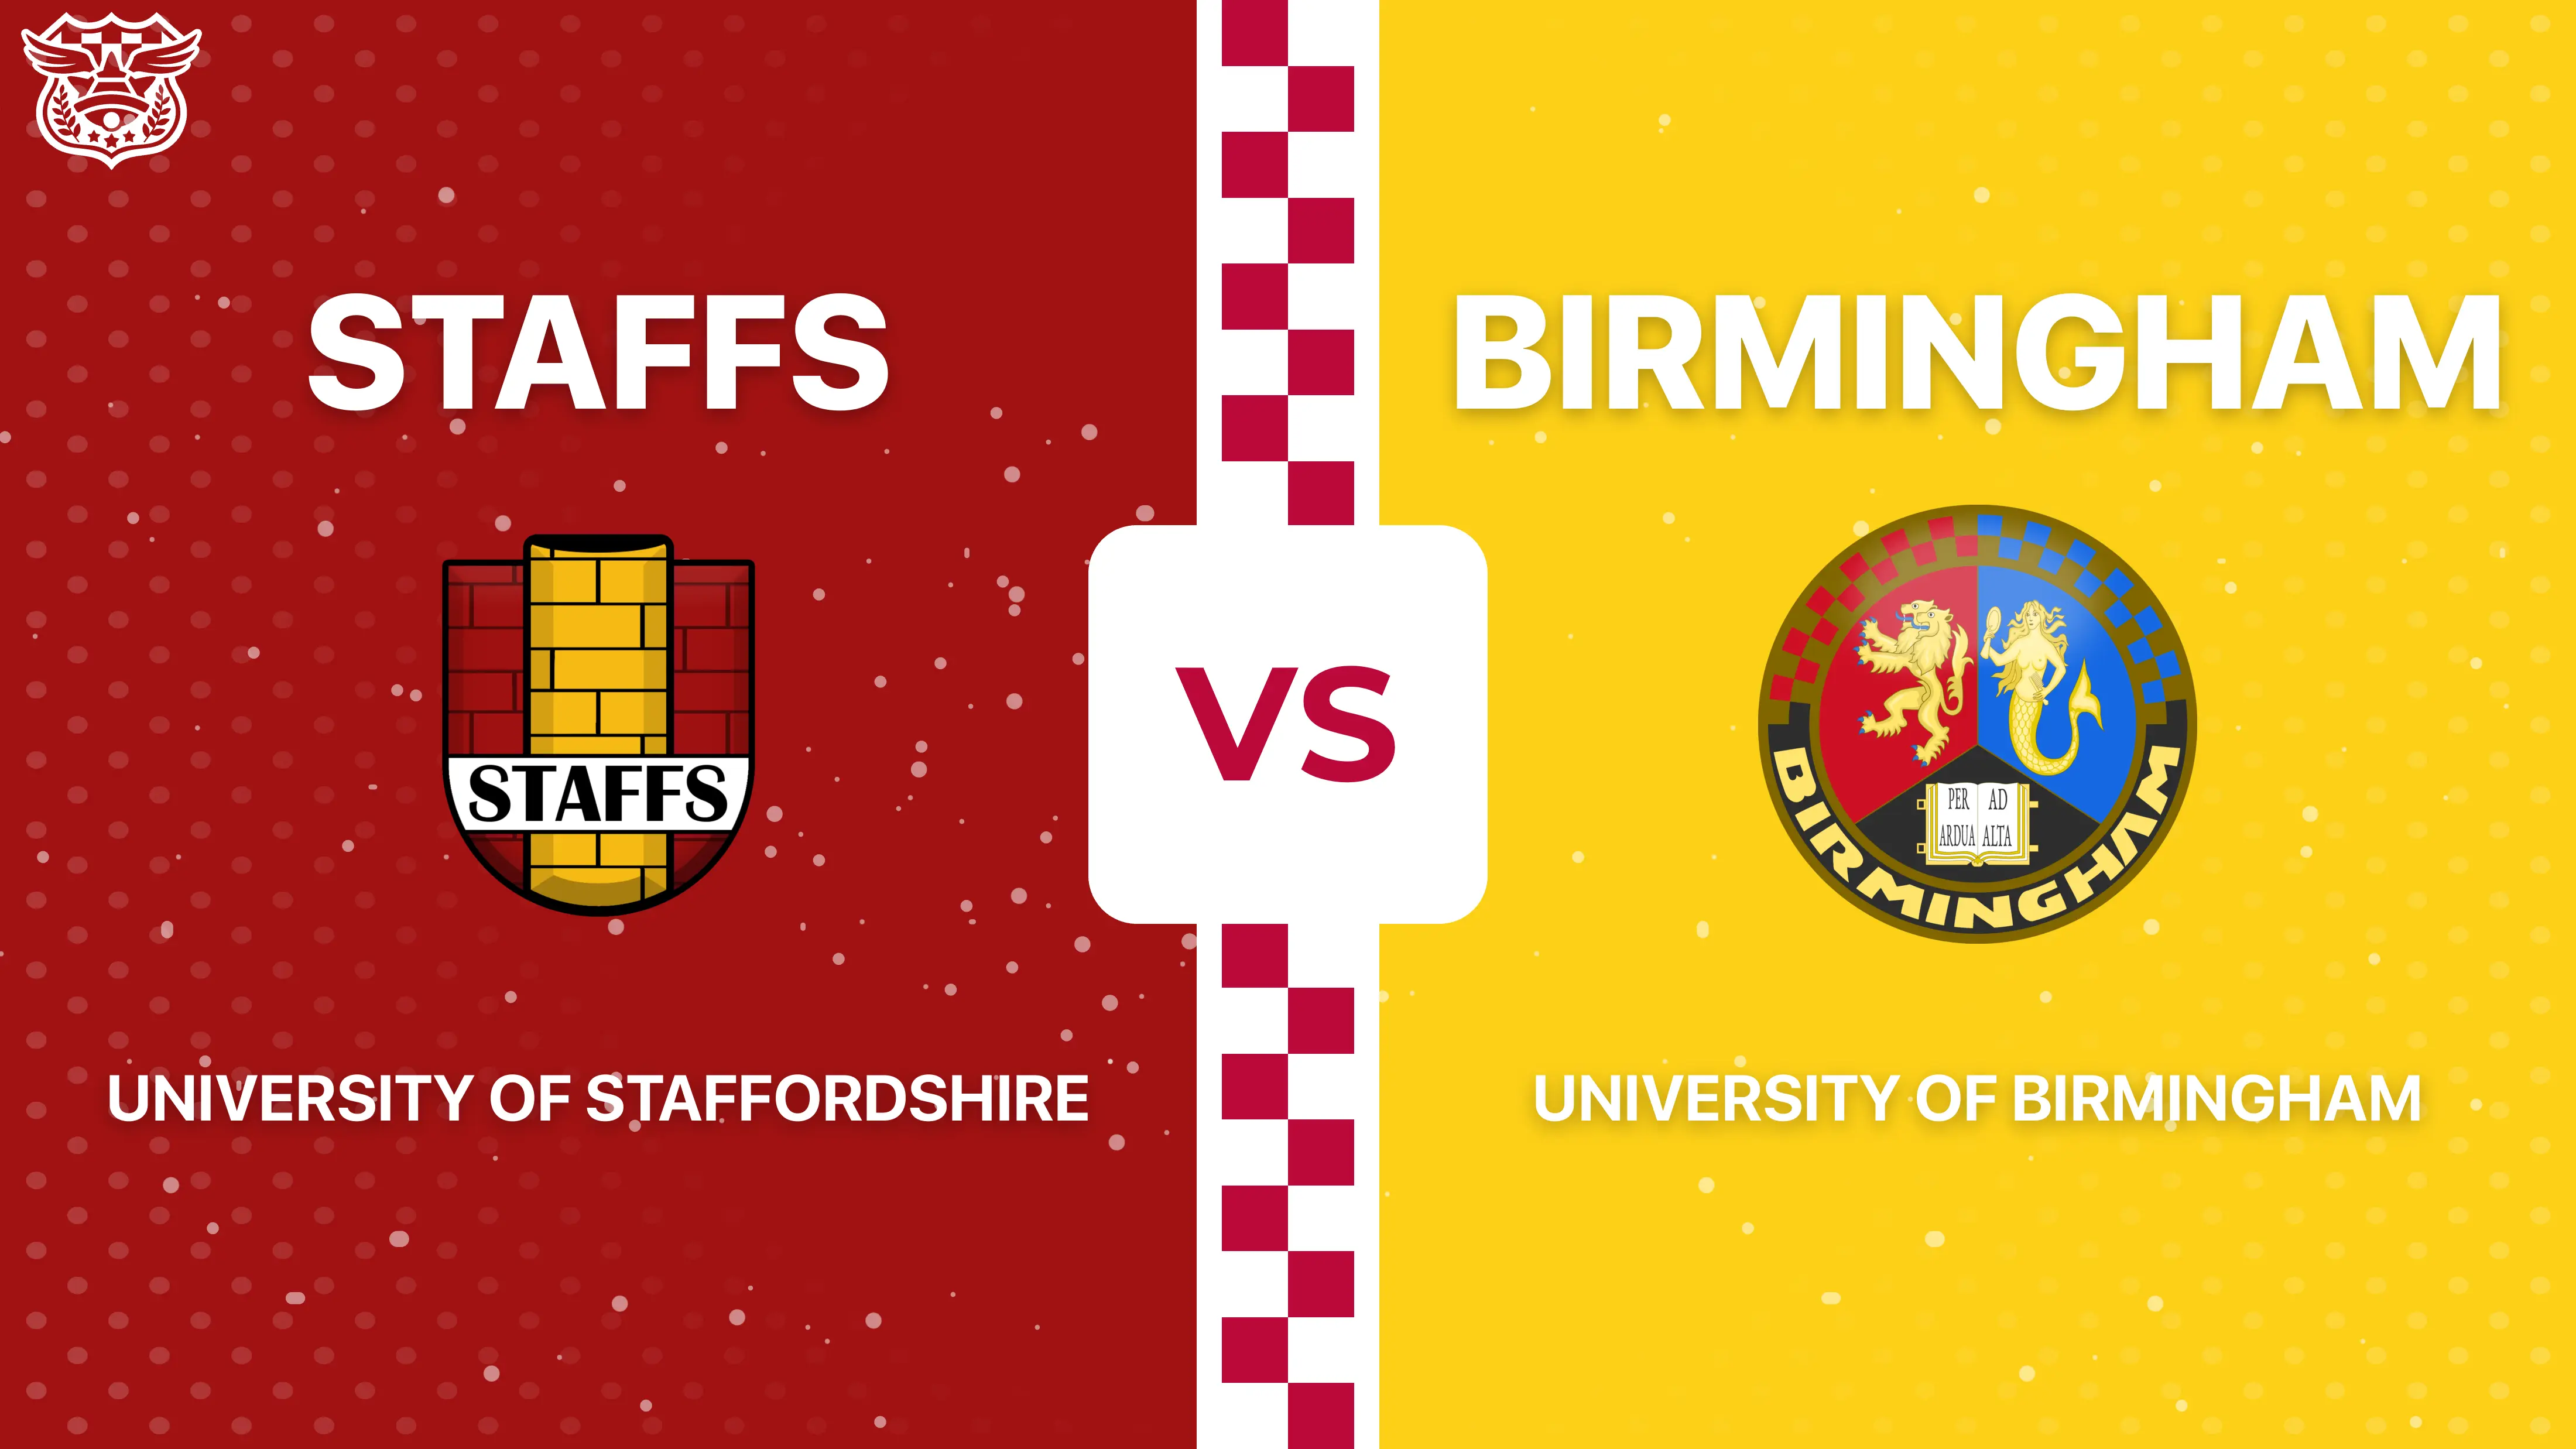 STAFFS
STAFFS
UNIVERSITY OF STAFFORDSHIRE
VS
BIRMINGHAM
PER AD
ARDUA ALTA
BIRMINGHAM
UNIVERSITY OF BIRMINGHAM